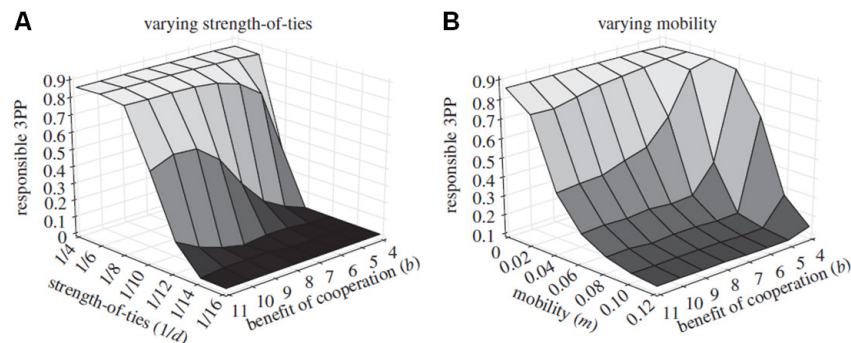 A
varying strength-of-ties
responsible 3PP
0.9
0.8
0.7
0.6
0.5
0.4
0.3
0.2
0.1
0
1/4
1/6
1/8
1/10
1/12
1/14
1/16
strength-of-ties (1/d)
11 10 9 8 7 6 5 4
benefit of cooperation (b)
B
varying mobility
responsible 3PP
0.9
0.8
0.7
0.6
0.5
0.4
0.3
0.2
0.1
0
0.02
0.04
0.06
0.08
0.10
0.12
mobility (m)
11 10 9 8 7 6 5 4
benefit of cooperation (b)